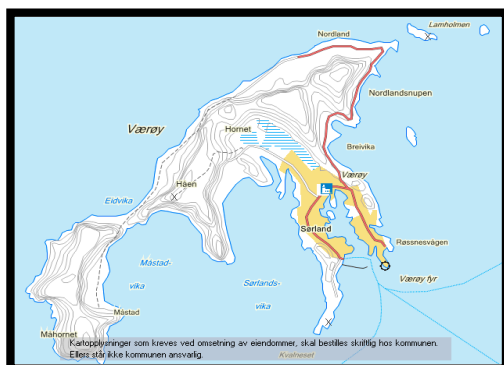 Nordland
Lamholmen
Nordlandsnupen
Værøy
Hornet
Breivika
Værøy
Håen
Eidvika
Sørland
Røssnesvågen
Måstad-
vika
Sørlands-
vika
Værøy fyr
Måstad
Måhornet
Kartopplysninger som kreves ved omsetning av eiendommer, skal bestilles skriftlig hos kommunen.
Ellers står ikke kommunen ansvarlig.
Kvalneset